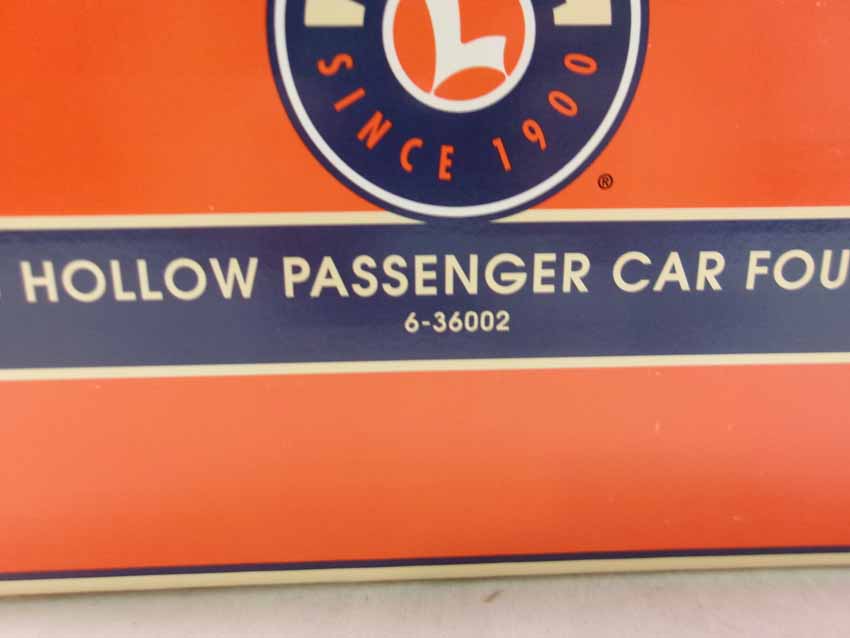 L
SINCE 1900
®
HOLLOW PASSENGER CAR FOU
6-36002